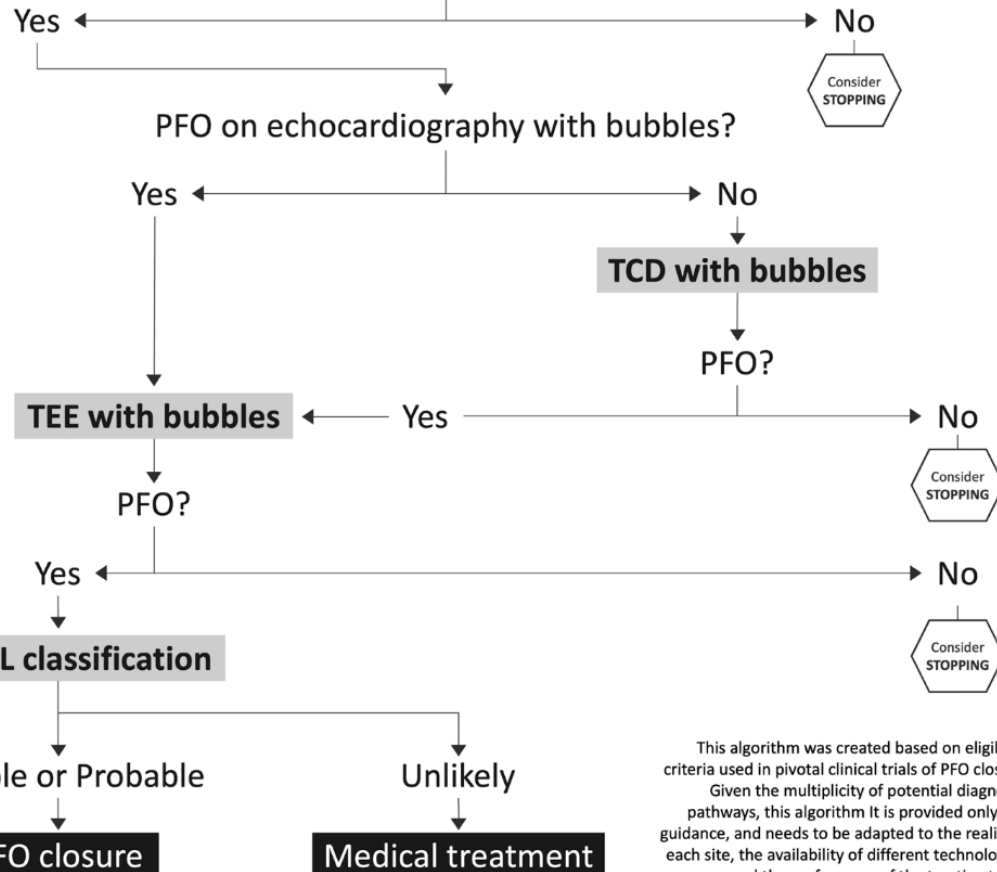 Yes
No
Consider
STOPPING
PFO on echocardiography with bubbles?
Yes
No
TCD with bubbles
PFO?
TEE with bubbles
Yes
No
Consider
STOPPING
PFO?
Yes
No
Consider
STOPPING
L classification
le or Probable
Unlikely
FO closure
Medical treatment
This algorithm was created based on eligil
criteria used in pivotal clinical trials of PFO clos
Given the multiplicity of potential diagn
pathways, this algorithm It is provided only
guidance, and needs to be adapted to the reali
each site, the availability of different technolo